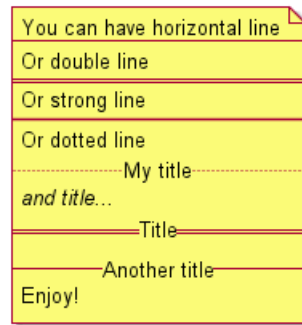 You can have horizontal line
Or double line
Or strong line
Or dotted line
My title
and title...
Title
Another title
Enjoy!